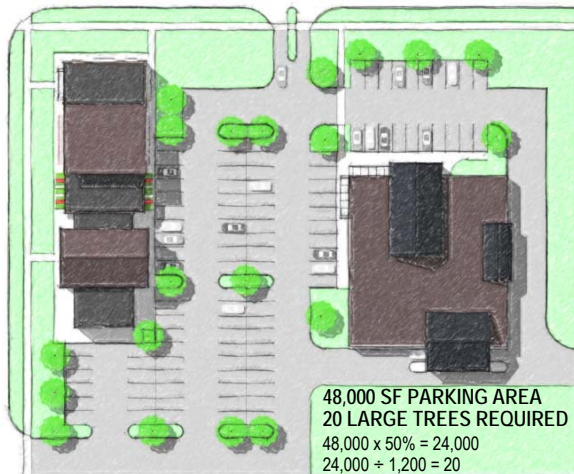 48,000 SF PARKING AREA
20 LARGE TREES REQUIRED
48,000 x 50% = 24,000
24,000 ÷ 1,200 = 20